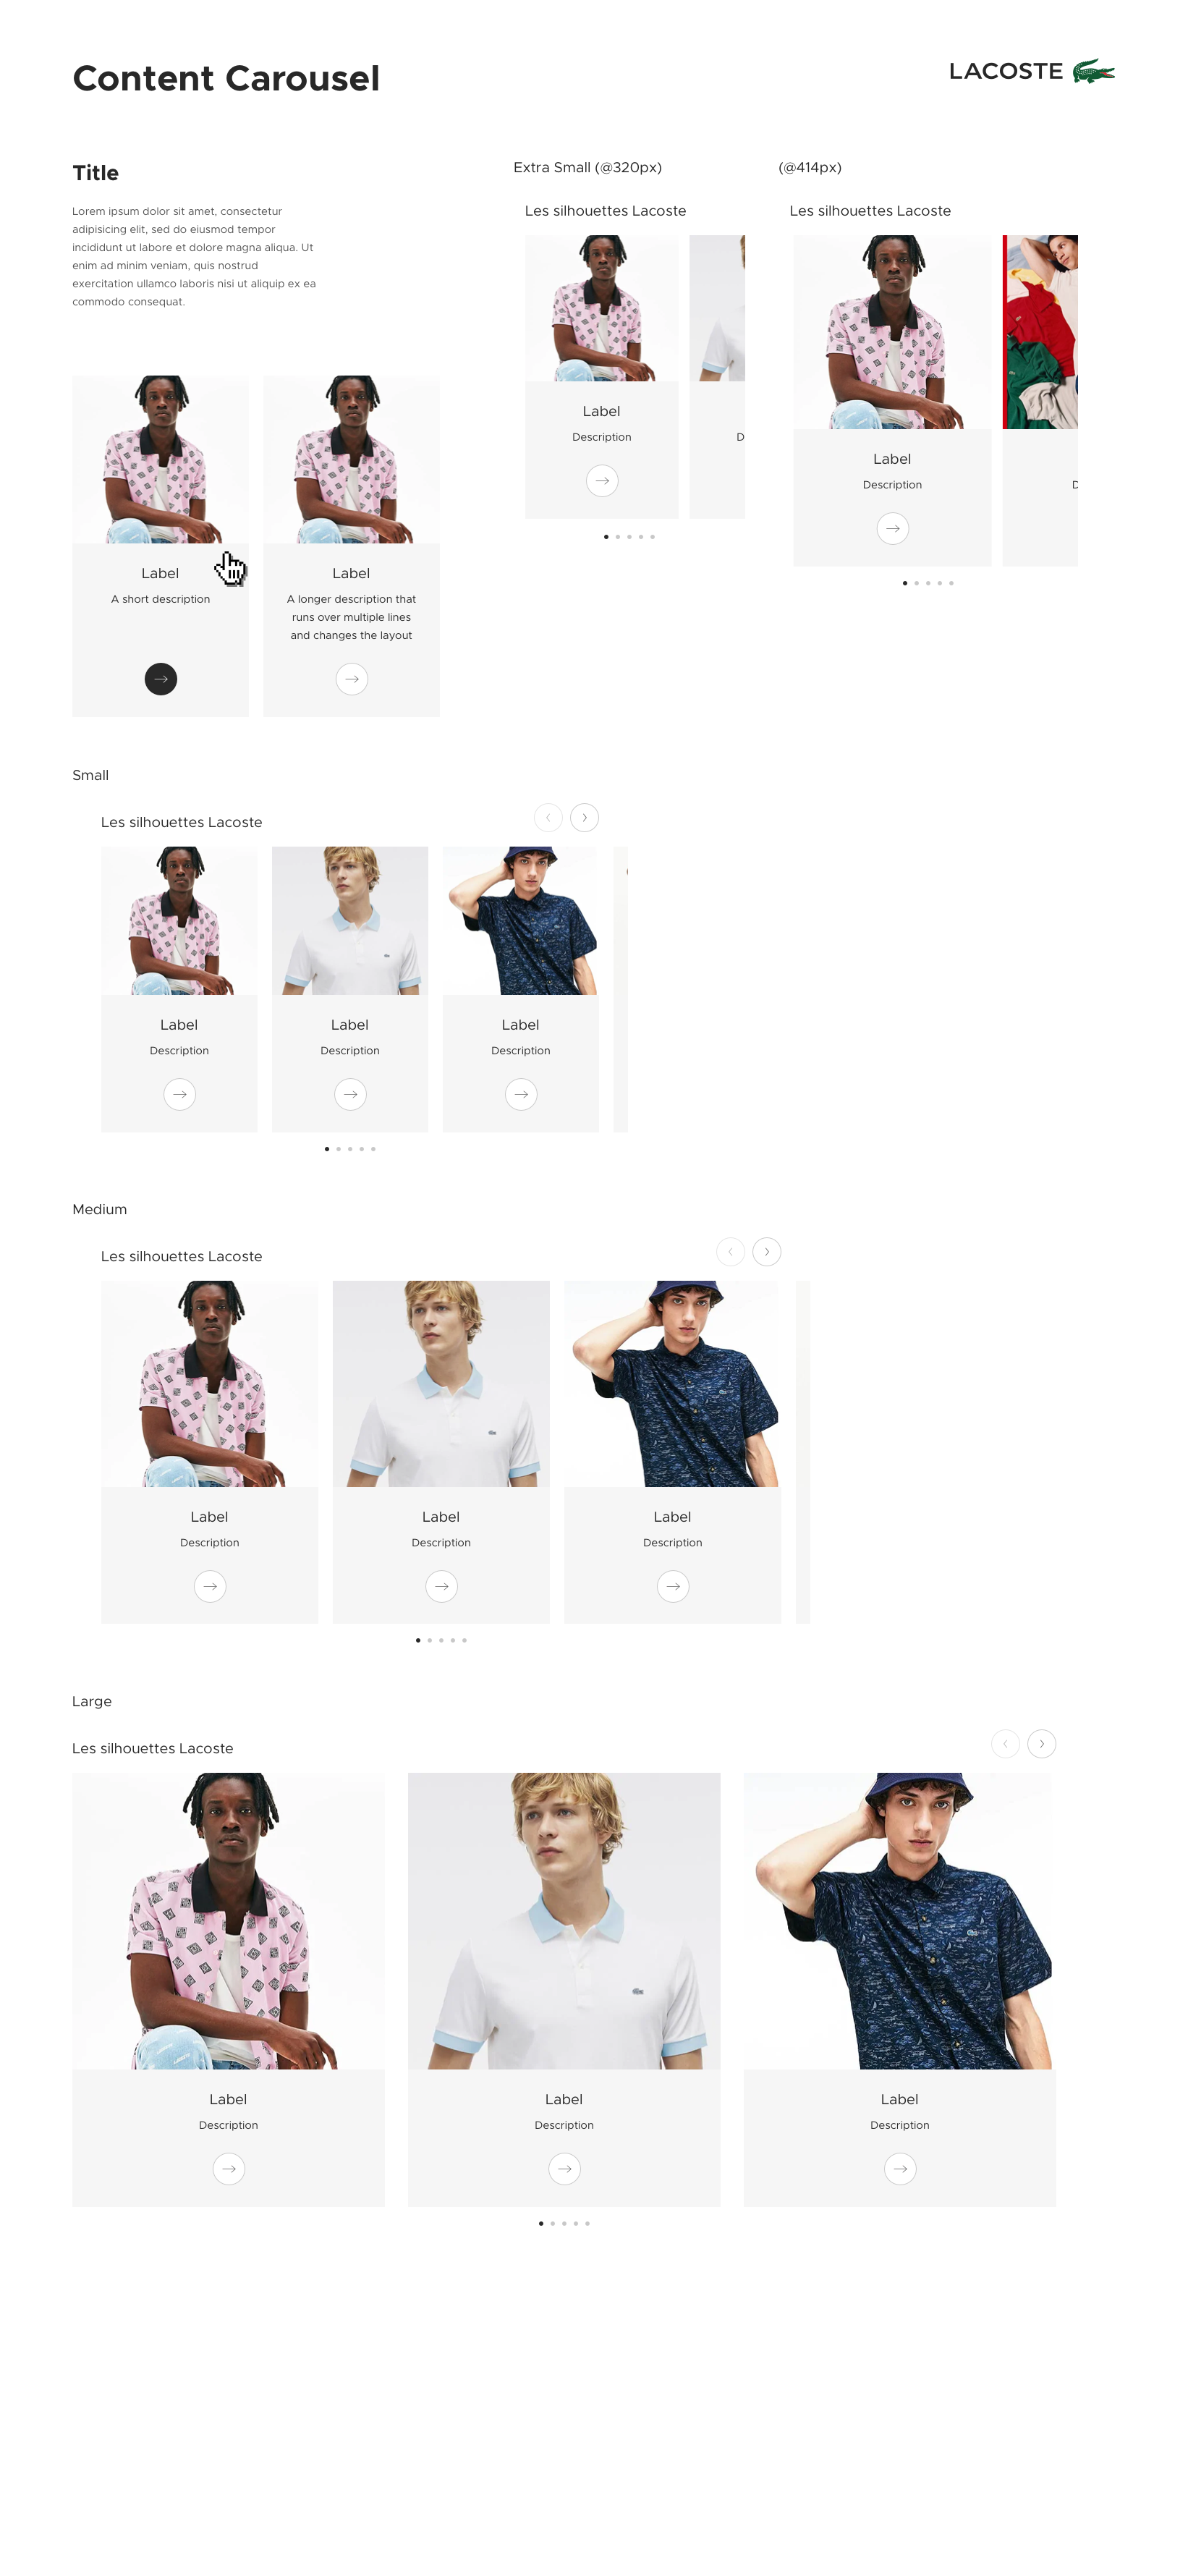 Content Carousel
LACOSTE
Title
Lorem ipsum dolor sit amet, consectetur
adipisicing elit, sed do eiusmod tempor
incididunt ut labore et dolore magna aliqua. Ut
enim ad minim veniam, quis nostrud
exercitation ullamco laboris nisi ut aliquip ex ea
commodo consequat.
Label
A short description
Label
A longer description that
runs over multiple lines
and changes the layout
Extra Small (@320px)
Les silhouettes Lacoste
Label
Description
D
(@414px)
Les silhouettes Lacoste
Label
Description
D
Small
Les silhouettes Lacoste
Label
Description
Label
Description
Label
Description
Medium
Les silhouettes Lacoste
Label
Description
Label
Description
Label
Description
Large
Les silhouettes Lacoste
Label
Description
Label
Description
Label
Description